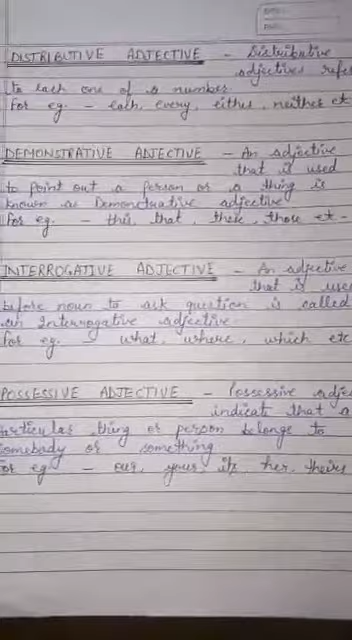 DISTRIBUTIVE ADJECTIVE - Distributive
adjectives refer
to each one of a number.
For eg. - each, every, either, neither etc
DEMONSTRATIVE ADJECTIVE - An adjective
that is used
to point out a person or a thing is
known as Demonstrative adjective
For eg. - this, that, these, those etc -
INTERROGATIVE ADJECTIVE - An adjective
that is used
before noun to ask question is called
an Interrogative adjective
For eg. what, where, which etc
POSSESSIVE ADJECTIVE - Possessive adjec
indicate that a
particular thing or person belongs to
somebody or something
For eg - our, your, its, her, theirs